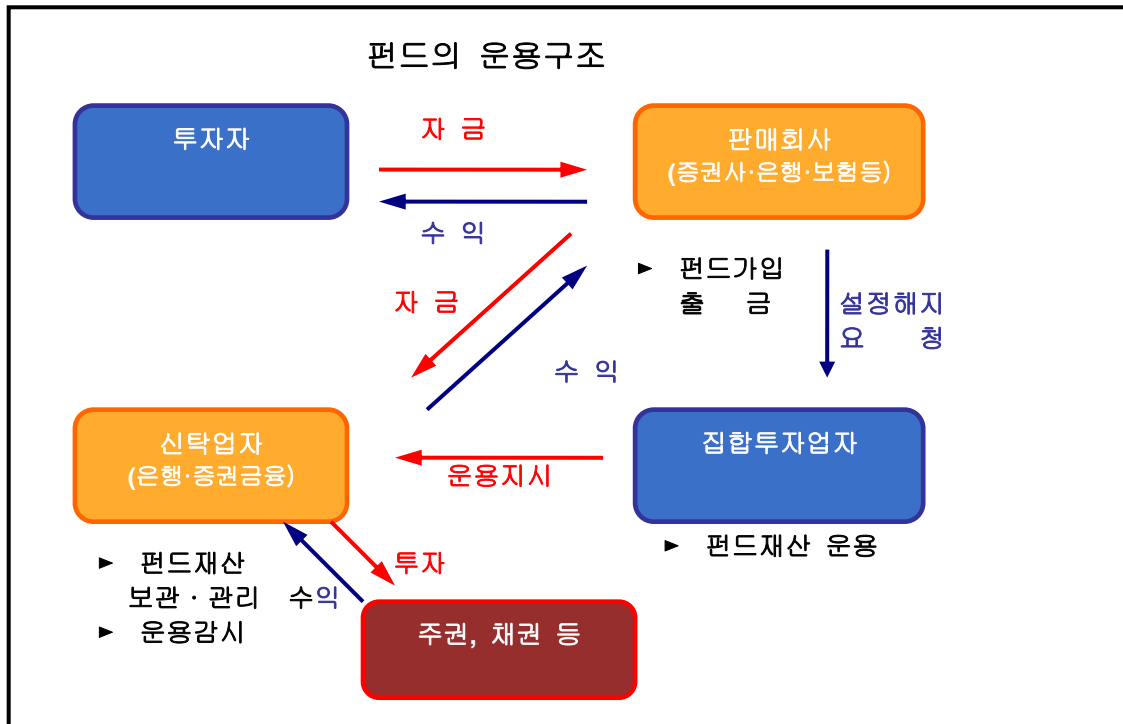 펀드의 운용구조
투자자
자 금
수 익
판매회사
(증권사·은행·보험등)
► 펀드가입
출 금
설정해지
요 청
자 금
수 익
신탁업자
(은행·증권금융)
운용지시
집합투자업자
► 펀드재산 운용
► 펀드재산
보관·관리
► 운용감시
수익
투자
주권, 채권 등